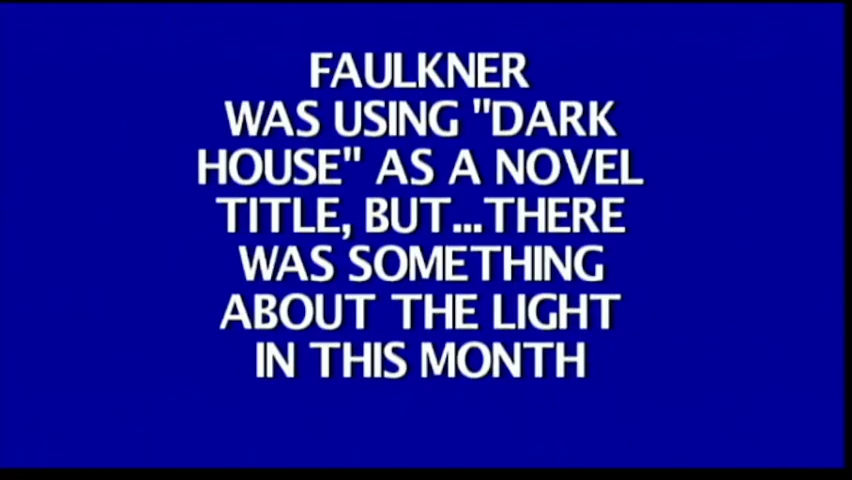 FAULKNER
WAS USING "DARK
HOUSE" AS A NOVEL
TITLE, BUT...THERE
WAS SOMETHING
ABOUT THE LIGHT
IN THIS MONTH